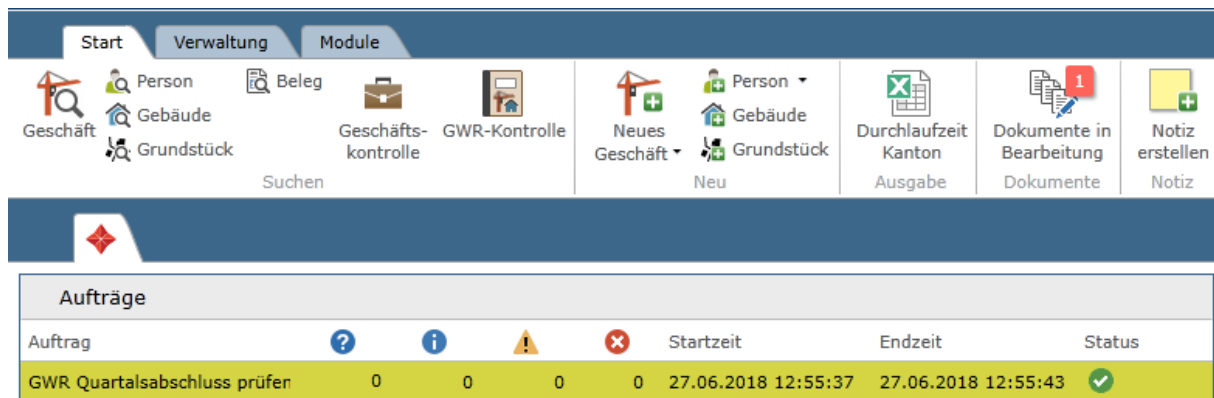 Start Verwaltung Module
Geschäft
Person
Gebäude
Grundstück
Beleg
Geschäfts-
kontrolle
GWR-Kontrolle
Suchen
Neues
Geschäft
Person
Gebäude
Grundstück
Neu
Durchlaufzeit
Kanton
Ausgabe
1
Dokumente in
Bearbeitung
Dokumente
Notiz
erstellen
Notiz
Aufträge
Auftrag Startzeit Endzeit Status
GWR Quartalsabschluss prüfen 0 0 0 0 27.06.2018 12:55:37 27.06.2018 12:55:43